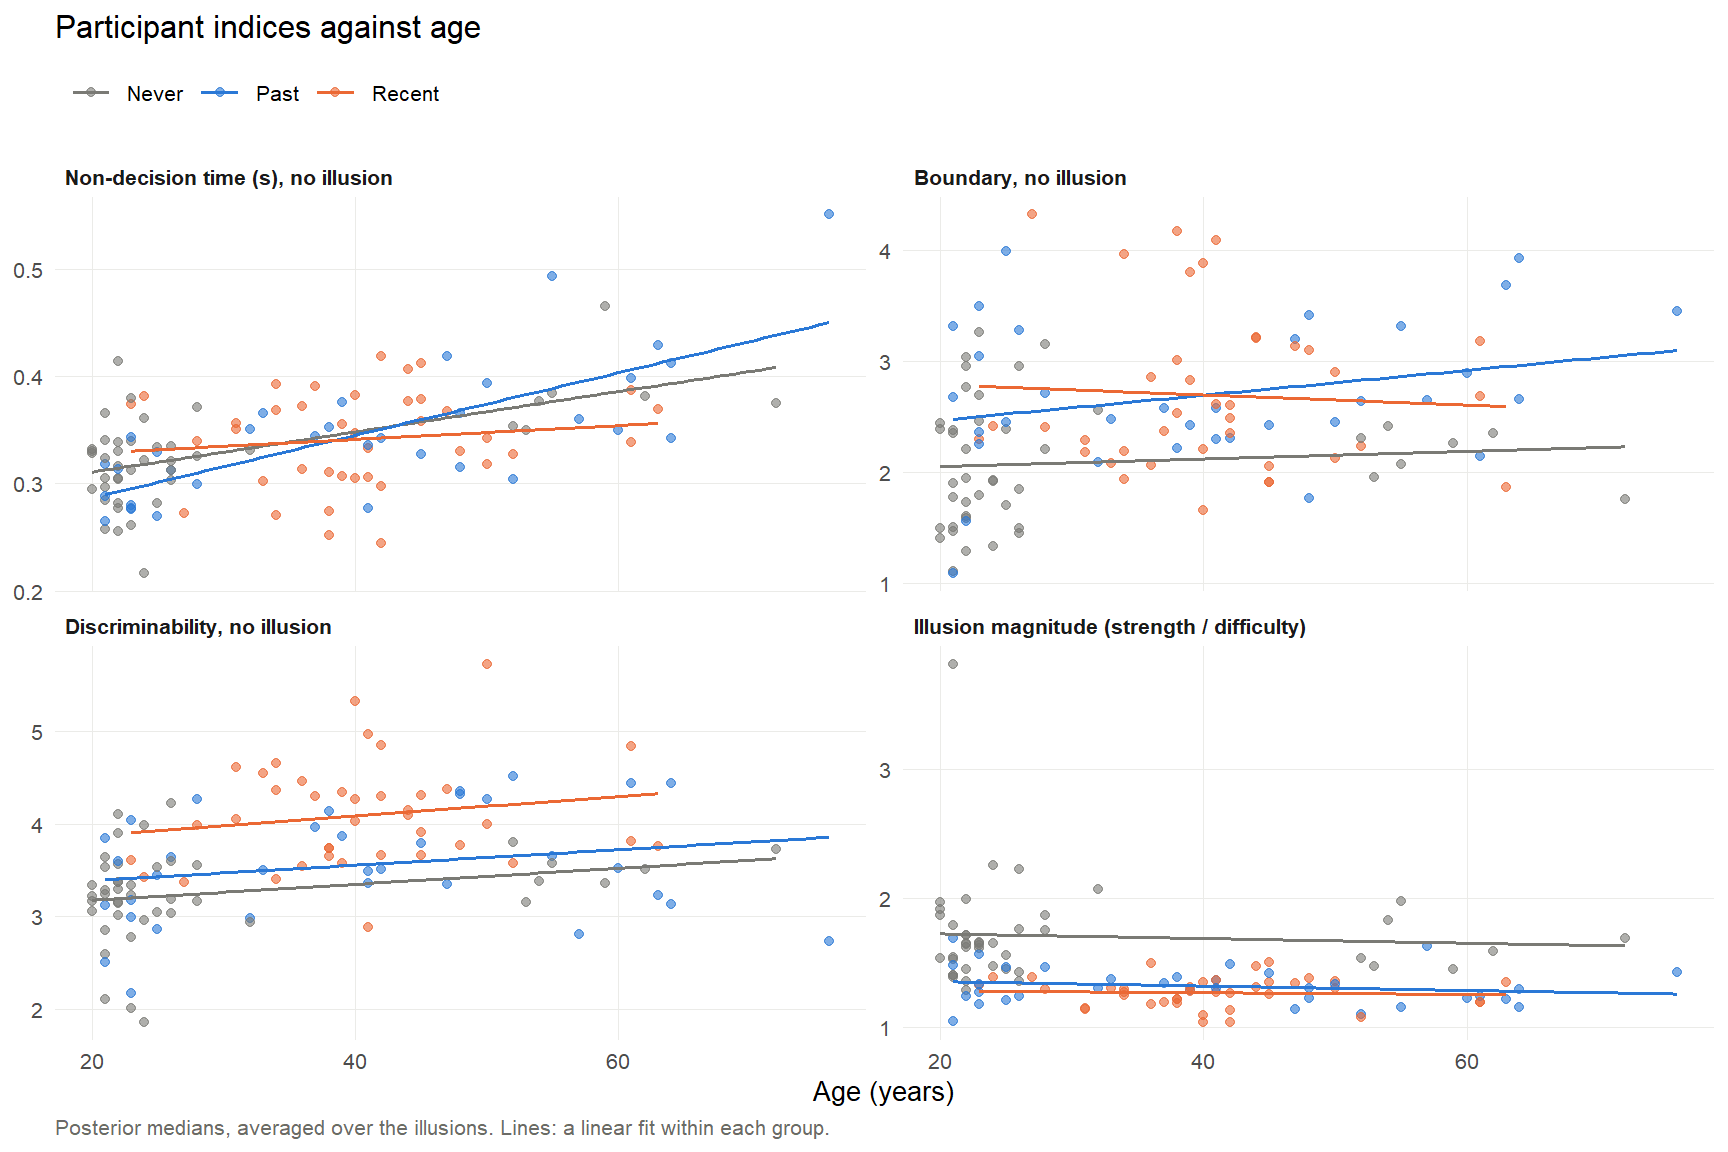 Participant indices against age
Never Past Recent
Non-decision time (s), no illusion
0.5
0.4
0.3
0.2
Boundary, no illusion
4
3
2
1
Discriminability, no illusion
5
4
3
2
20 40 60
Illusion magnitude (strength / difficulty)
3
2
1
20 40 60
Age (years)
Posterior medians, averaged over the illusions. Lines: a linear fit within each group.